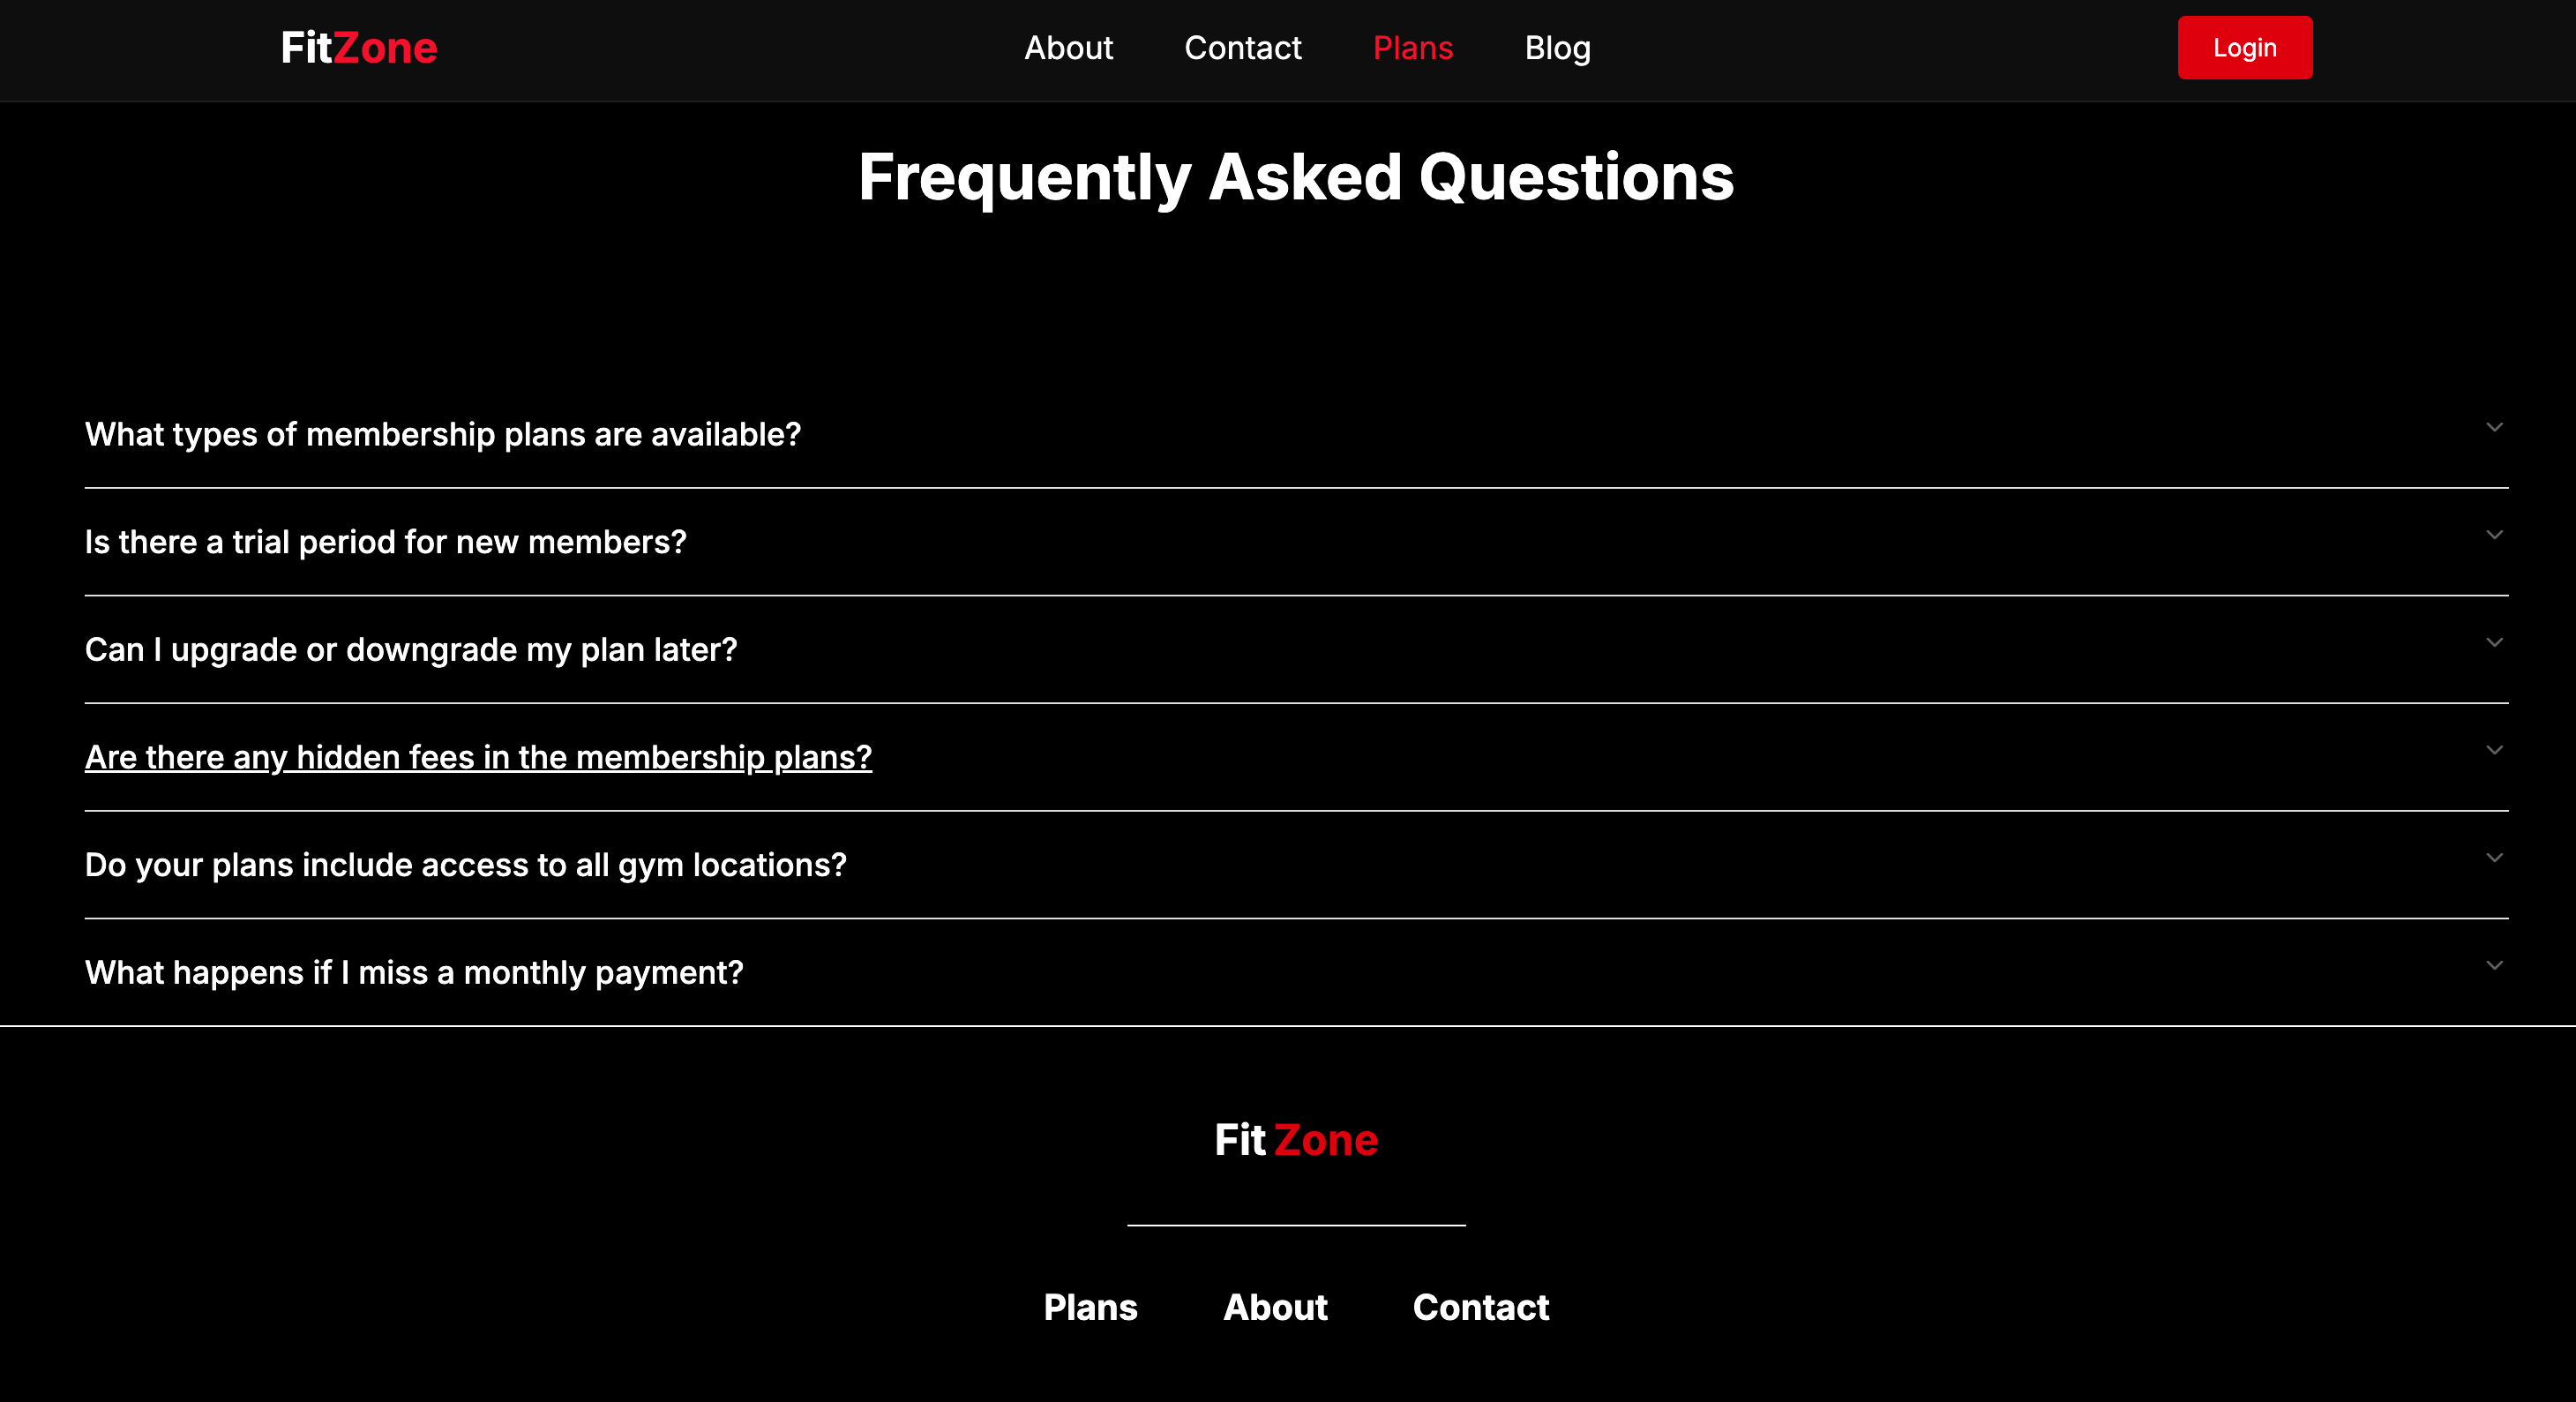 FitZone
About Contact Plans Blog
Login
Frequently Asked Questions
What types of membership plans are available?
Is there a trial period for new members?
Can I upgrade or downgrade my plan later?
Are there any hidden fees in the membership plans?
Do your plans include access to all gym locations?
What happens if I miss a monthly payment?
Fit Zone
Plans About Contact